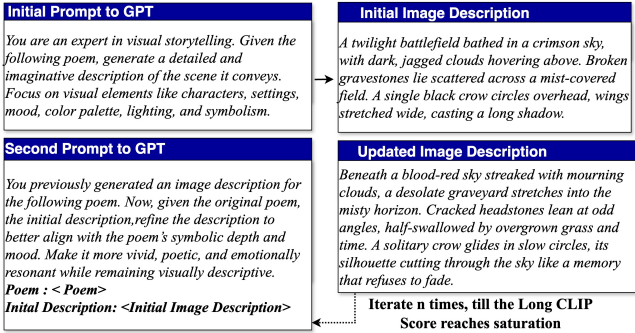 Initial Prompt to GPT
You are an expert in visual storytelling. Given the
following poem, generate a detailed and
imaginative description of the scene it conveys.
Focus on visual elements like characters, settings,
mood, color palette, lighting, and symbolism.
Initial Image Description
A twilight battlefield bathed in a crimson sky,
with dark, jagged clouds hovering above. Broken
gravestones lie scattered across a mist-covered
field. A single black crow circles overhead, wings
stretched wide, casting a long shadow.
Second Prompt to GPT
You previously generated an image description for
the following poem. Now, given the original poem,
the initial description,refine the description to
better align with the poem's symbolic depth and
mood. Make it more vivid, poetic, and emotionally
resonant while remaining visually descriptive.
Poem : < Poem>
Inital Description: <Initial Image Description>
Updated Image Description
Beneath a blood-red sky streaked with mourning
clouds, a desolate graveyard stretches into the
misty horizon. Cracked headstones lean at odd
angles, half-swallowed by overgrown grass and
time. A solitary crow glides in slow circles, its
silhouette cutting through the sky like a memory
that refuses to fade.
Iterate n times, till the Long CLIP
Score reaches saturation